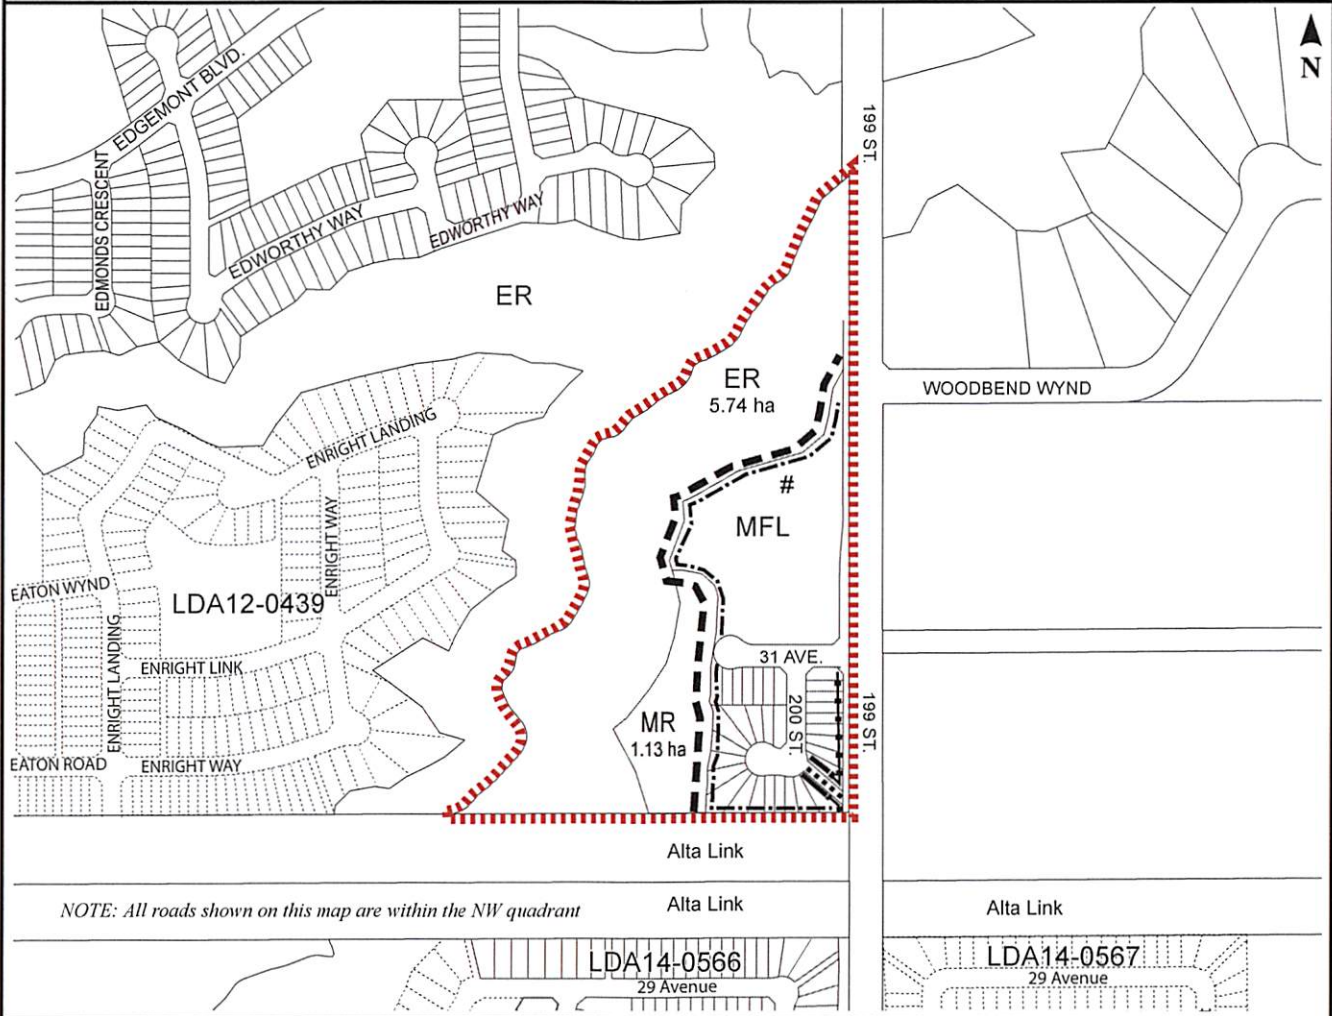 N
EDGEMONT BLVD.
EDMONDS CRESCENT
EDWORTHY WAY
EDWORTHY WAY
199 ST.
ER
ER
5.74 ha
WOODBEND WYND
ENRIGHT LANDING
#
MFL
ENRIGHT WAY
EATON WYND
LDA12-0439
ENRIGHT LANDING
ENRIGHT LINK
31 AVE.
200 ST.
199 ST.
MR
1.13 ha
EATON ROAD
ENRIGHT WAY
Alta Link
NOTE: All roads shown on this map are within the NW quadrant
Alta Link
Alta Link
LDA14-0566
29 Avenue
LDA14-0567
29 Avenue